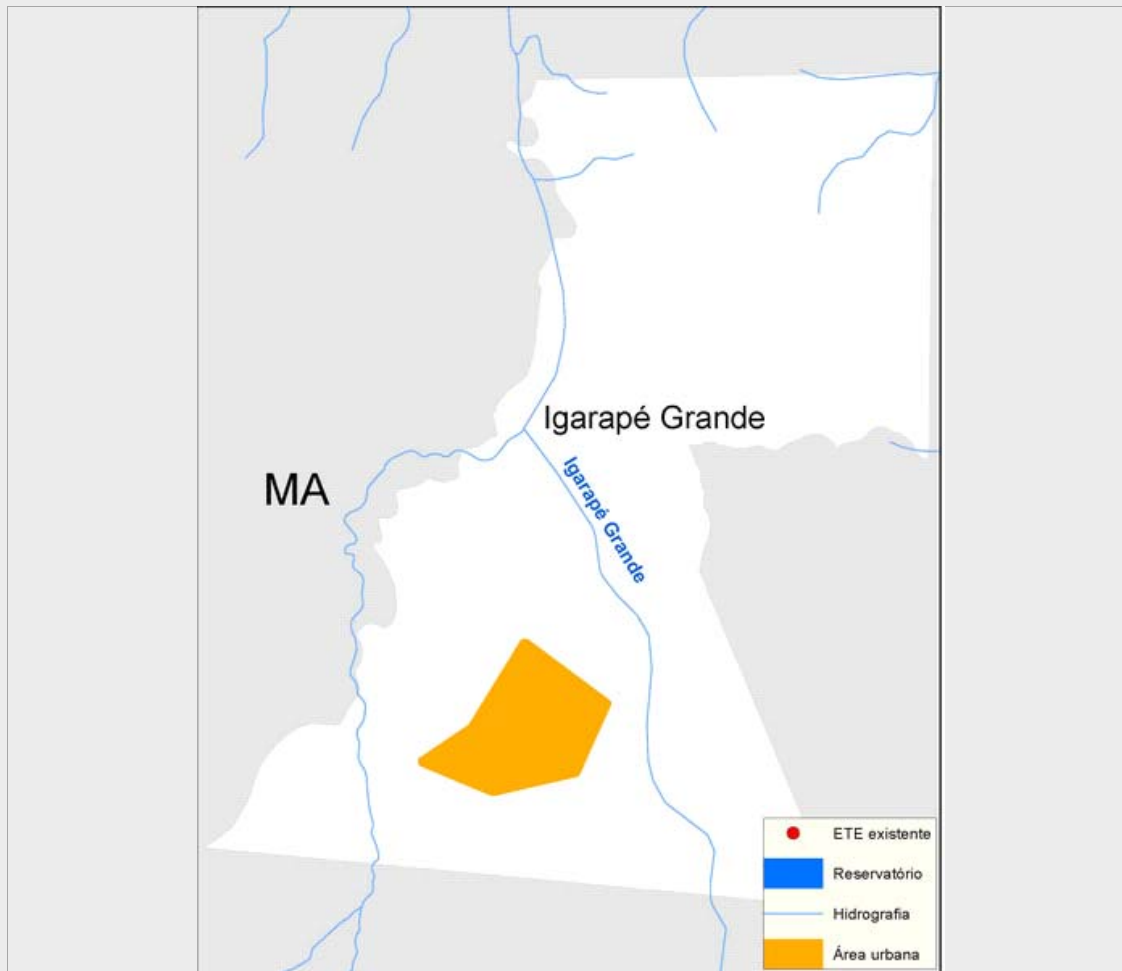 Igarapé Grande
MA
Igarapé Grande
ETE existente
Reservatório
Hidrografia
Área urbana